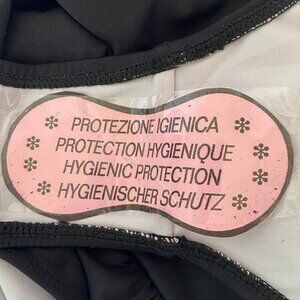 PROTEZIONE IGIENICA
PROTECTION HYGIENIQUE
HYGIENIC PROTECTION
HYGIENISCHER SCHUTZ